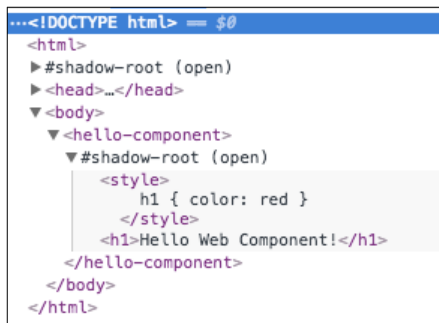 …<!DOCTYPE html> == $0
<html>
▶#shadow-root (open)
▶<head>…</head>
▼<body>
▼<hello-component>
▼#shadow-root (open)
<style>
h1 { color: red }
</style>
<h1>Hello Web Component!</h1>
</hello-component>
</body>
</html>